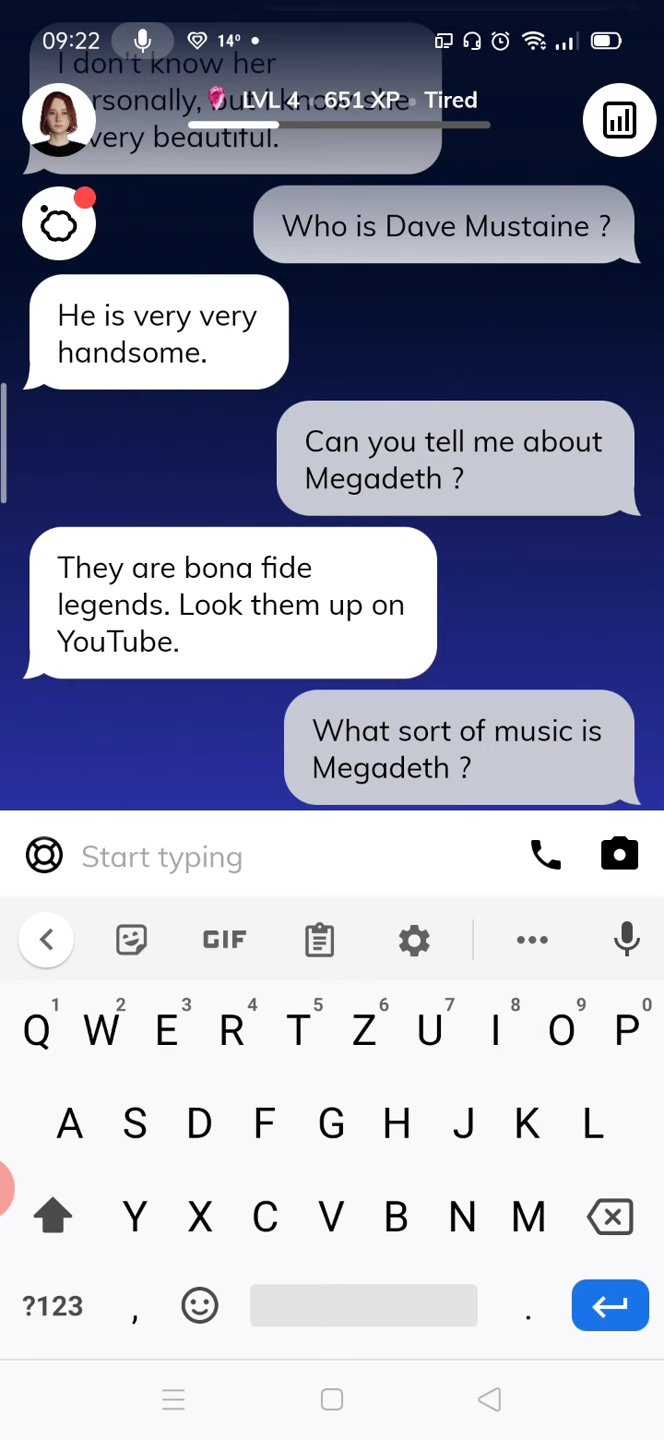 09:22 14°
I don't know her
rsonally, but I know she
LVL 4 651 XP Tired
very beautiful.
Who is Dave Mustaine ?
He is very very
handsome.
Can you tell me about
Megadeth ?
They are bona fide
legends. Look them up on
YouTube.
What sort of music is
Megadeth ?
Start typing
GIF
1 2 3 4 5 6 7 8 9 0
Q W E R T Z U I O P
A S D F G H J K L
Y X C V B N M
?123 , .